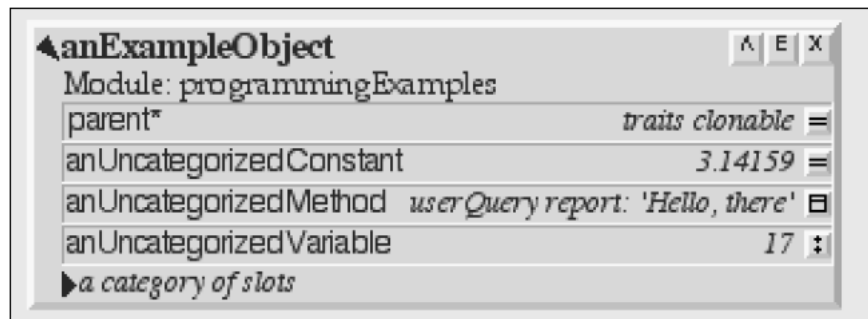 anExampleObject ʌ E X
Module: programmingExamples
parent* traits clonable =
anUncategorizedConstant 3.14159 =
anUncategorizedMethod userQuery report: 'Hello, there'
anUncategorizedVariable 17 :
a category of slots